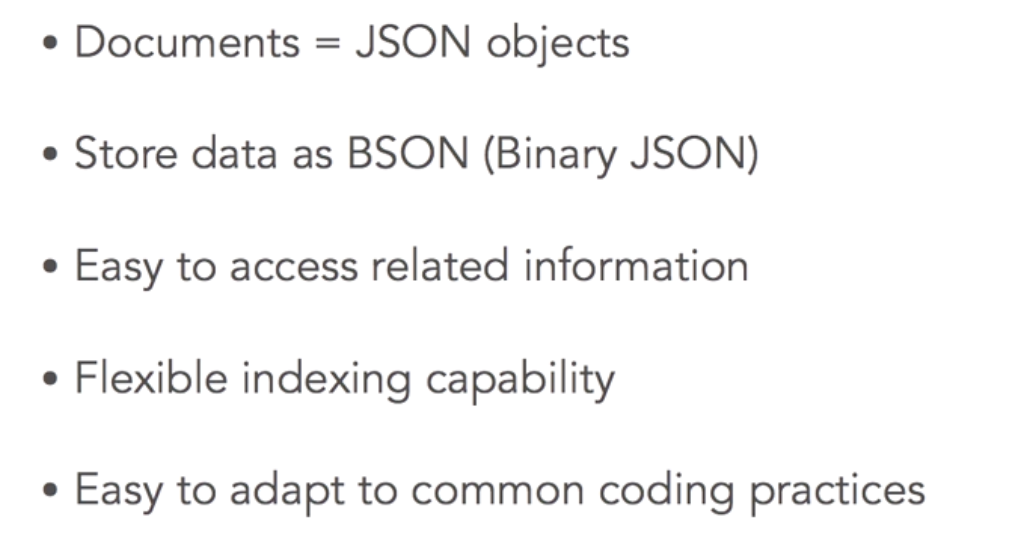 • Documents = JSON objects
• Store data as BSON (Binary JSON)
• Easy to access related information
• Flexible indexing capability
• Easy to adapt to common coding practices